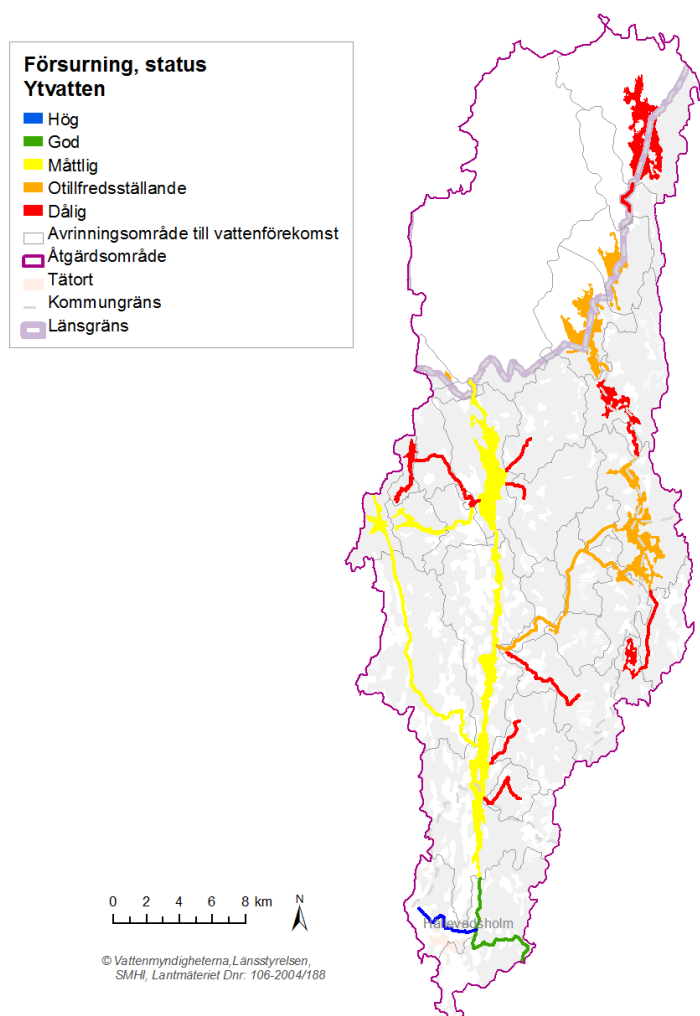 Försurning, status
Ytvatten
Hög
God
Måttlig
Otillfredsställande
Dålig
Avrinningsområde till vattenförekomst
Åtgärdsområde
Tätort
Kommungräns
Länsgräns
0 2 4 6 8 km
N
Hällevadsholm
© Vattenmyndigheterna,Länsstyrelsen,
SMHI, Lantmäteriet Dnr: 106-2004/188